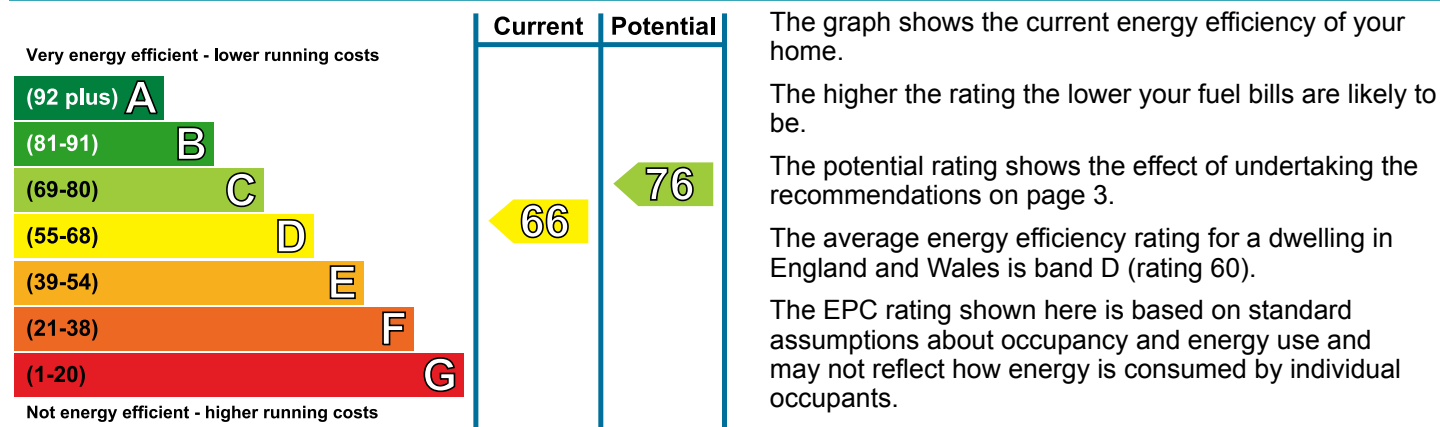 Current Potential
Very energy efficient - lower running costs
(92 plus) A
(81-91) B
(69-80) C
(55-68) D
(39-54) E
(21-38) F
(1-20) G
Not energy efficient - higher running costs
66
76
The graph shows the current energy efficiency of your
home.
The higher the rating the lower your fuel bills are likely to
be.
The potential rating shows the effect of undertaking the
recommendations on page 3.
The average energy efficiency rating for a dwelling in
England and Wales is band D (rating 60).
The EPC rating shown here is based on standard
assumptions about occupancy and energy use and
may not reflect how energy is consumed by individual
occupants.